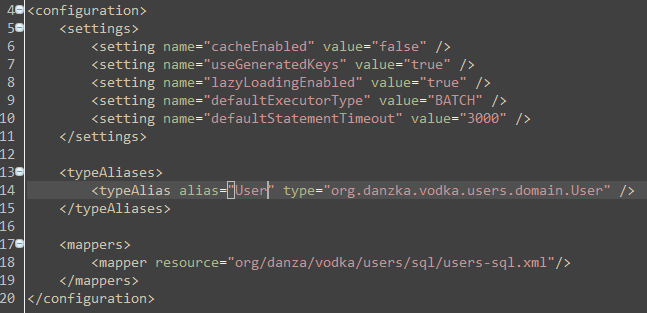 4 <configuration>
5     <settings>
6         <setting name="cacheEnabled" value="false" />
7         <setting name="useGeneratedKeys" value="true" />
8         <setting name="lazyLoadingEnabled" value="true" />
9         <setting name="defaultExecutorType" value="BATCH" />
10         <setting name="defaultStatementTimeout" value="3000" />
11     </settings>
12
13     <typeAliases>
14         <typeAlias alias="User" type="org.danzka.vodka.users.domain.User" />
15     </typeAliases>
16
17     <mappers>
18         <mapper resource="org/danza/vodka/users/sql/users-sql.xml"/>
19     </mappers>
20 </configuration>